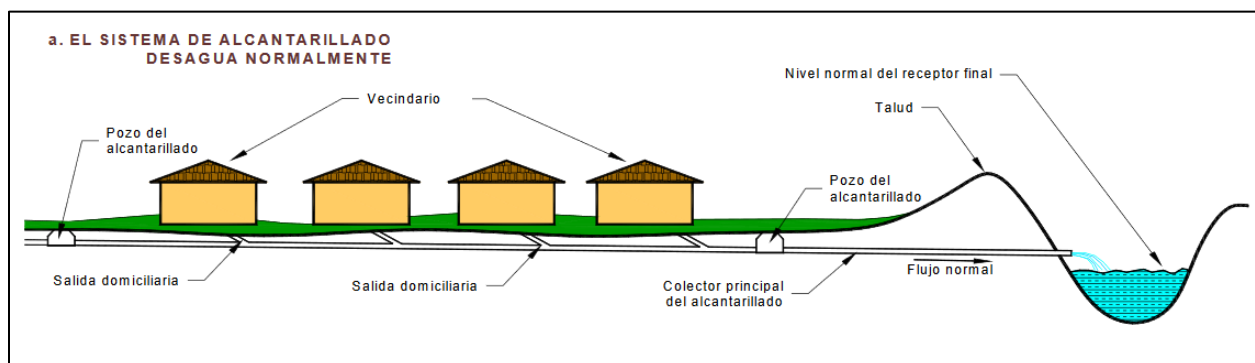 a. EL SISTEMA DE ALCANTARILLADO
DESAGUA NORMALMENTE
Nivel normal del receptor final
Vecindario
Talud
Pozo del
alcantarillado
Pozo del
alcantarillado
Salida domiciliaria
Salida domiciliaria
Colector principal
del alcantarillado
Flujo normal